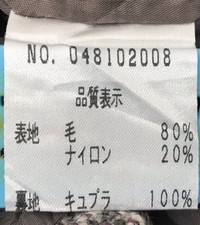 NO. 048102008
品質表示
表地 毛 80%
ナイロン 20%
裏地 キュプラ 100%